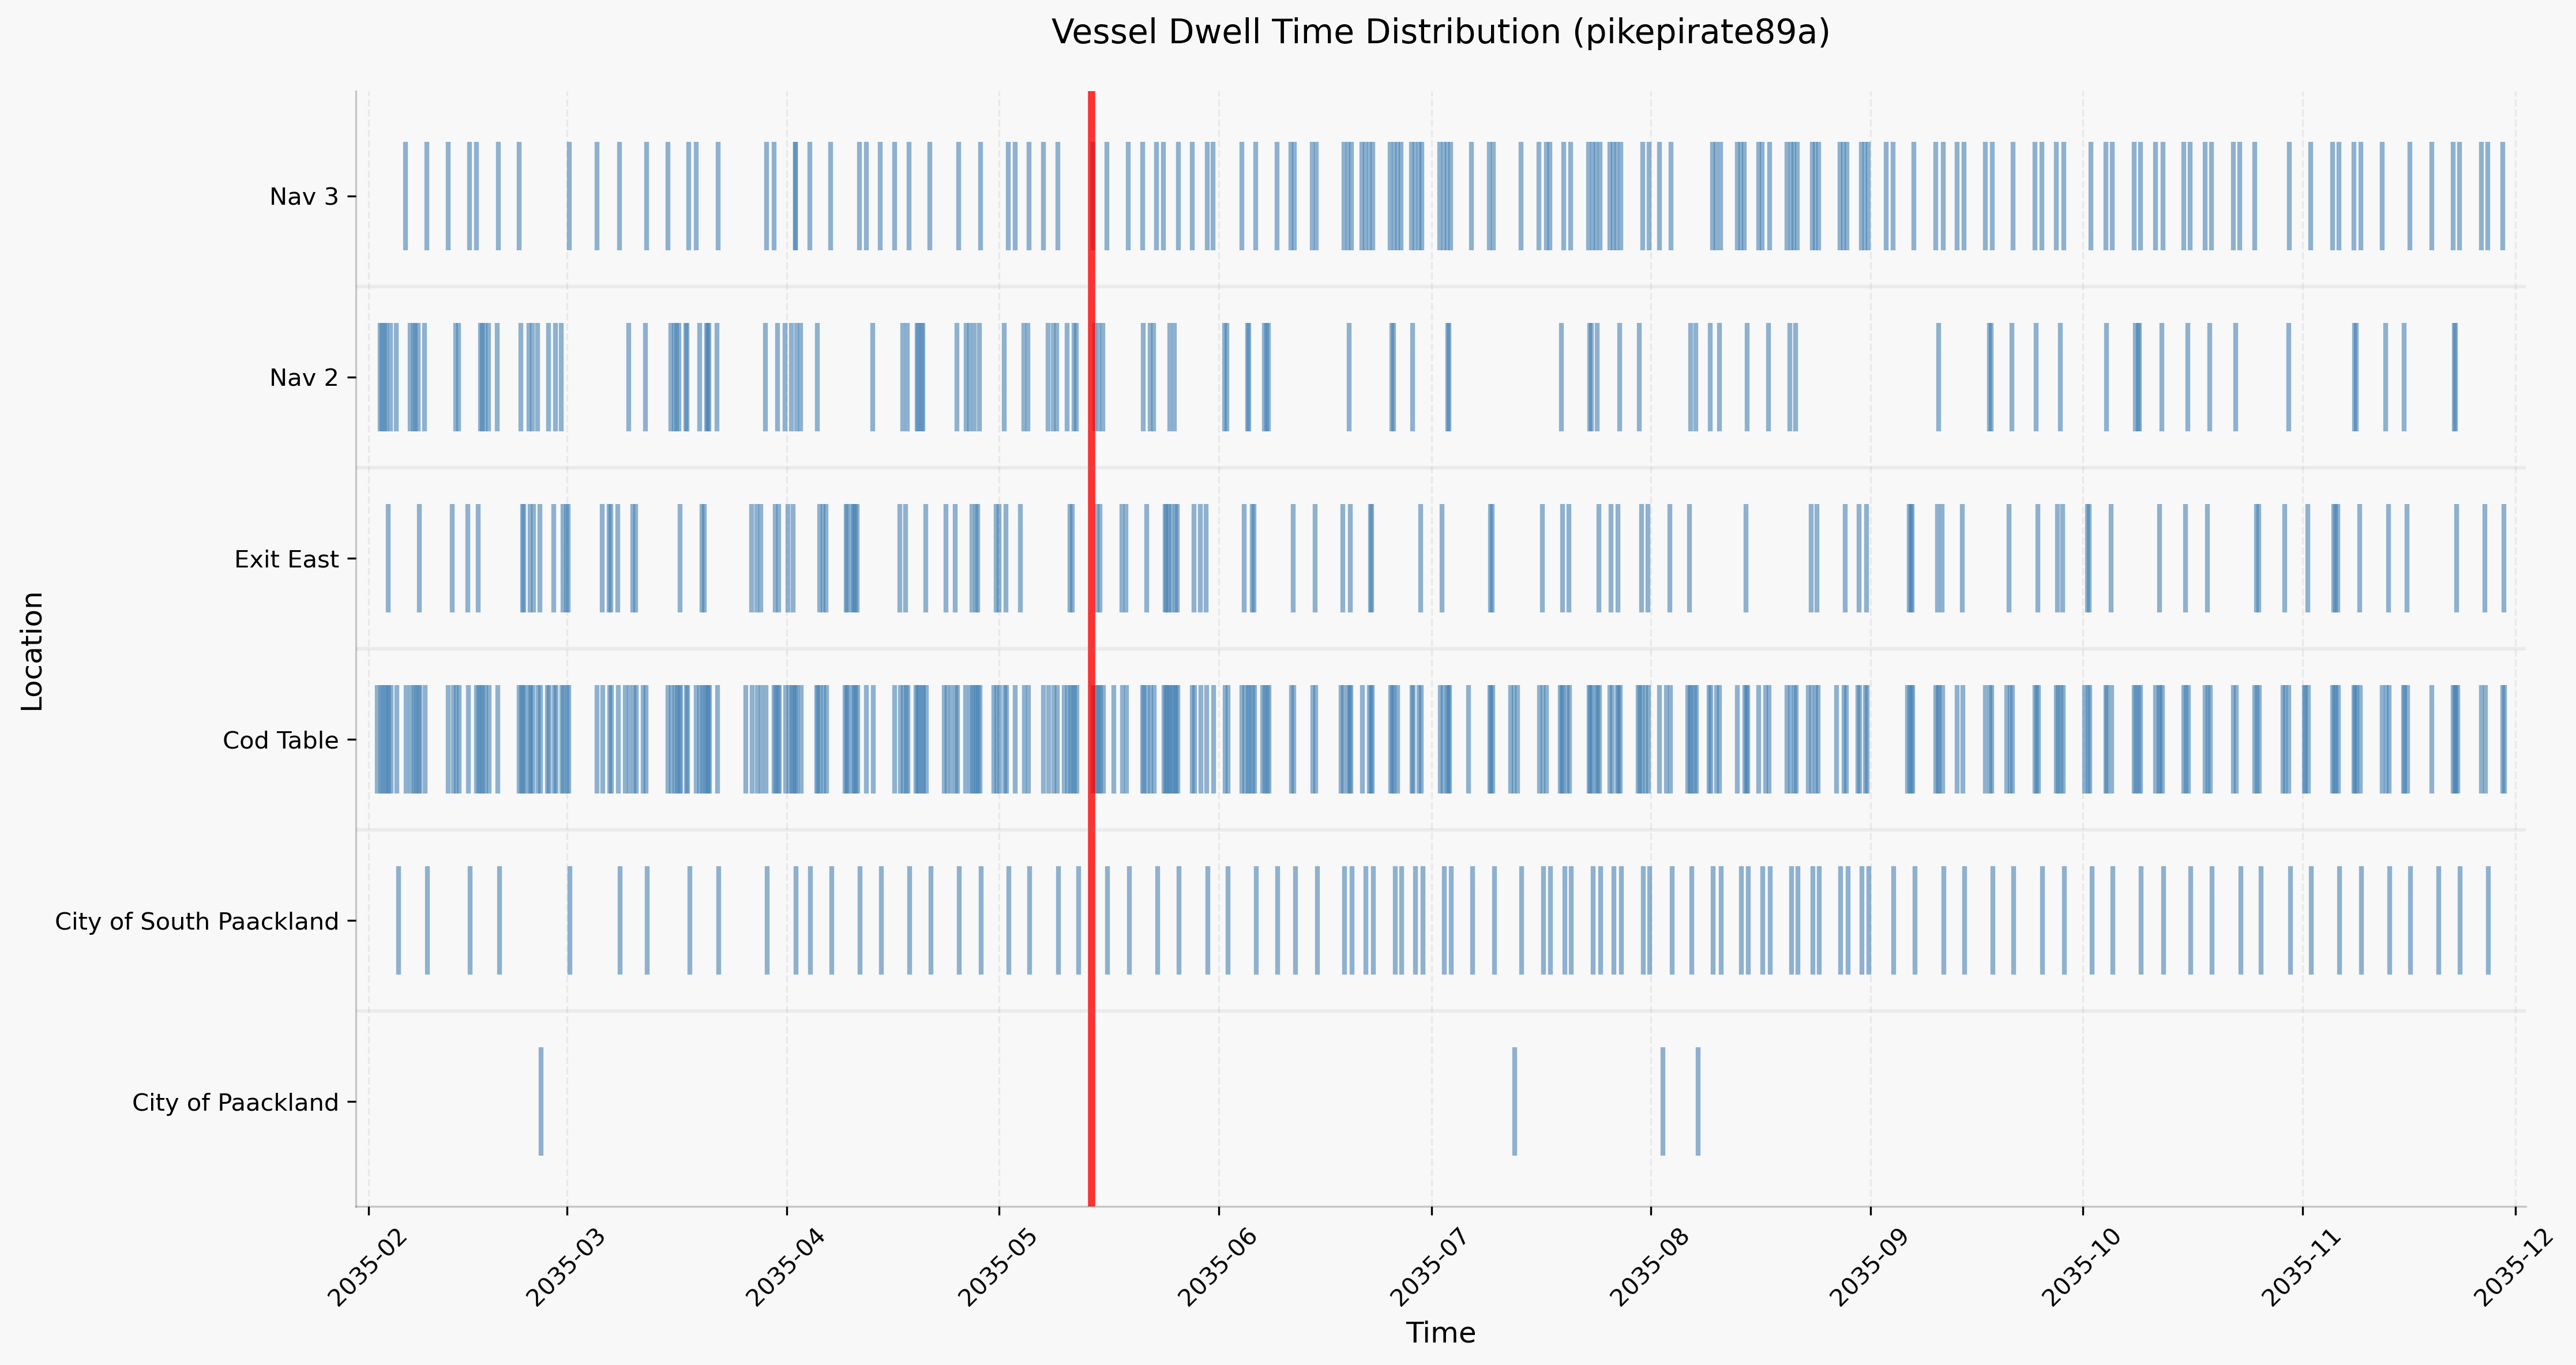 Vessel Dwell Time Distribution (pikepirate89a)
Location
Nav 3
Nav 2
Exit East
Cod Table
City of South Paackland
City of Paackland
2035-02
2035-03
2035-04
2035-05
2035-06
2035-07
2035-08
2035-09
2035-10
2035-11
2035-12
Time